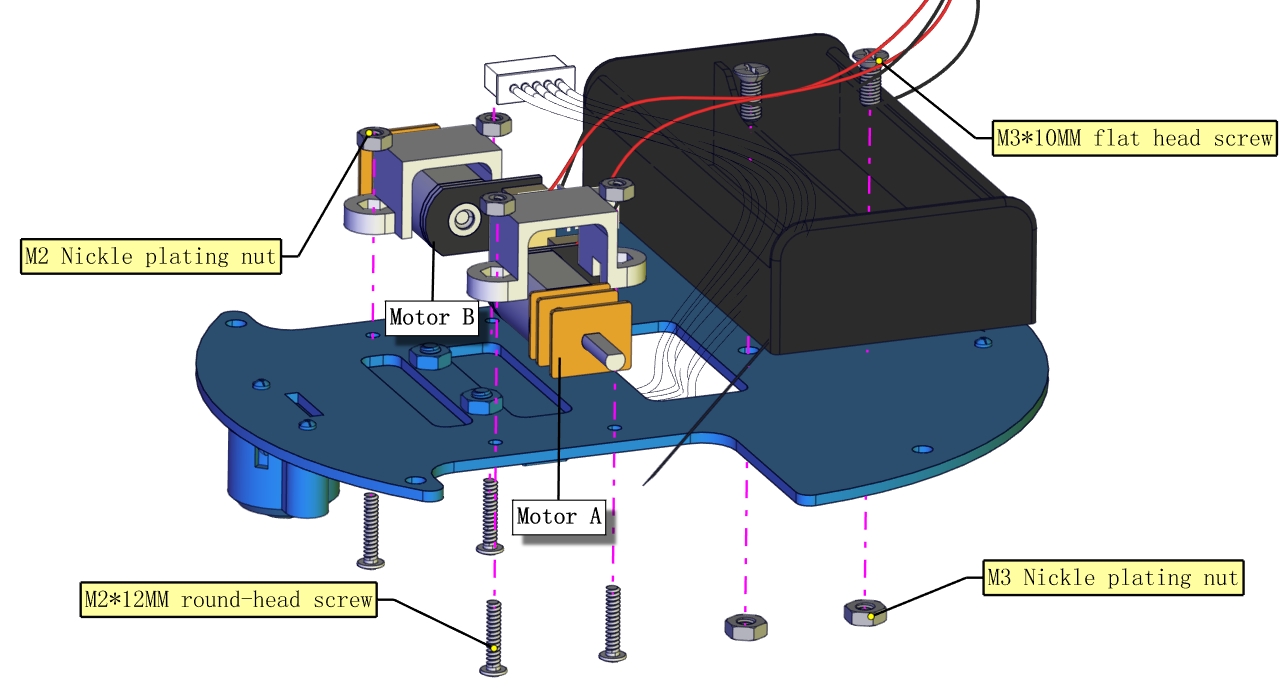 M3*10MM flat head screw
M2 Nickle plating nut
Motor B
Motor A
M3 Nickle plating nut
M2*12MM round-head screw